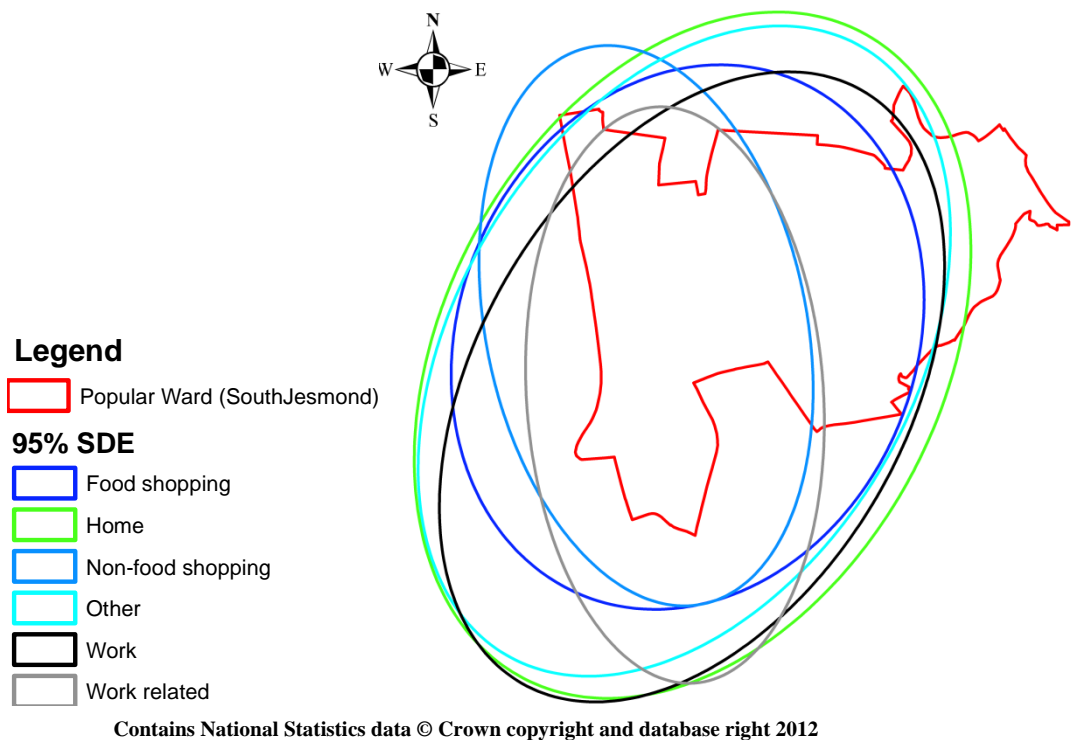 N
W E
S
Legend
Popular Ward (SouthJesmond)
95% SDE
Food shopping
Home
Non-food shopping
Other
Work
Work related
Contains National Statistics data © Crown copyright and database right 2012